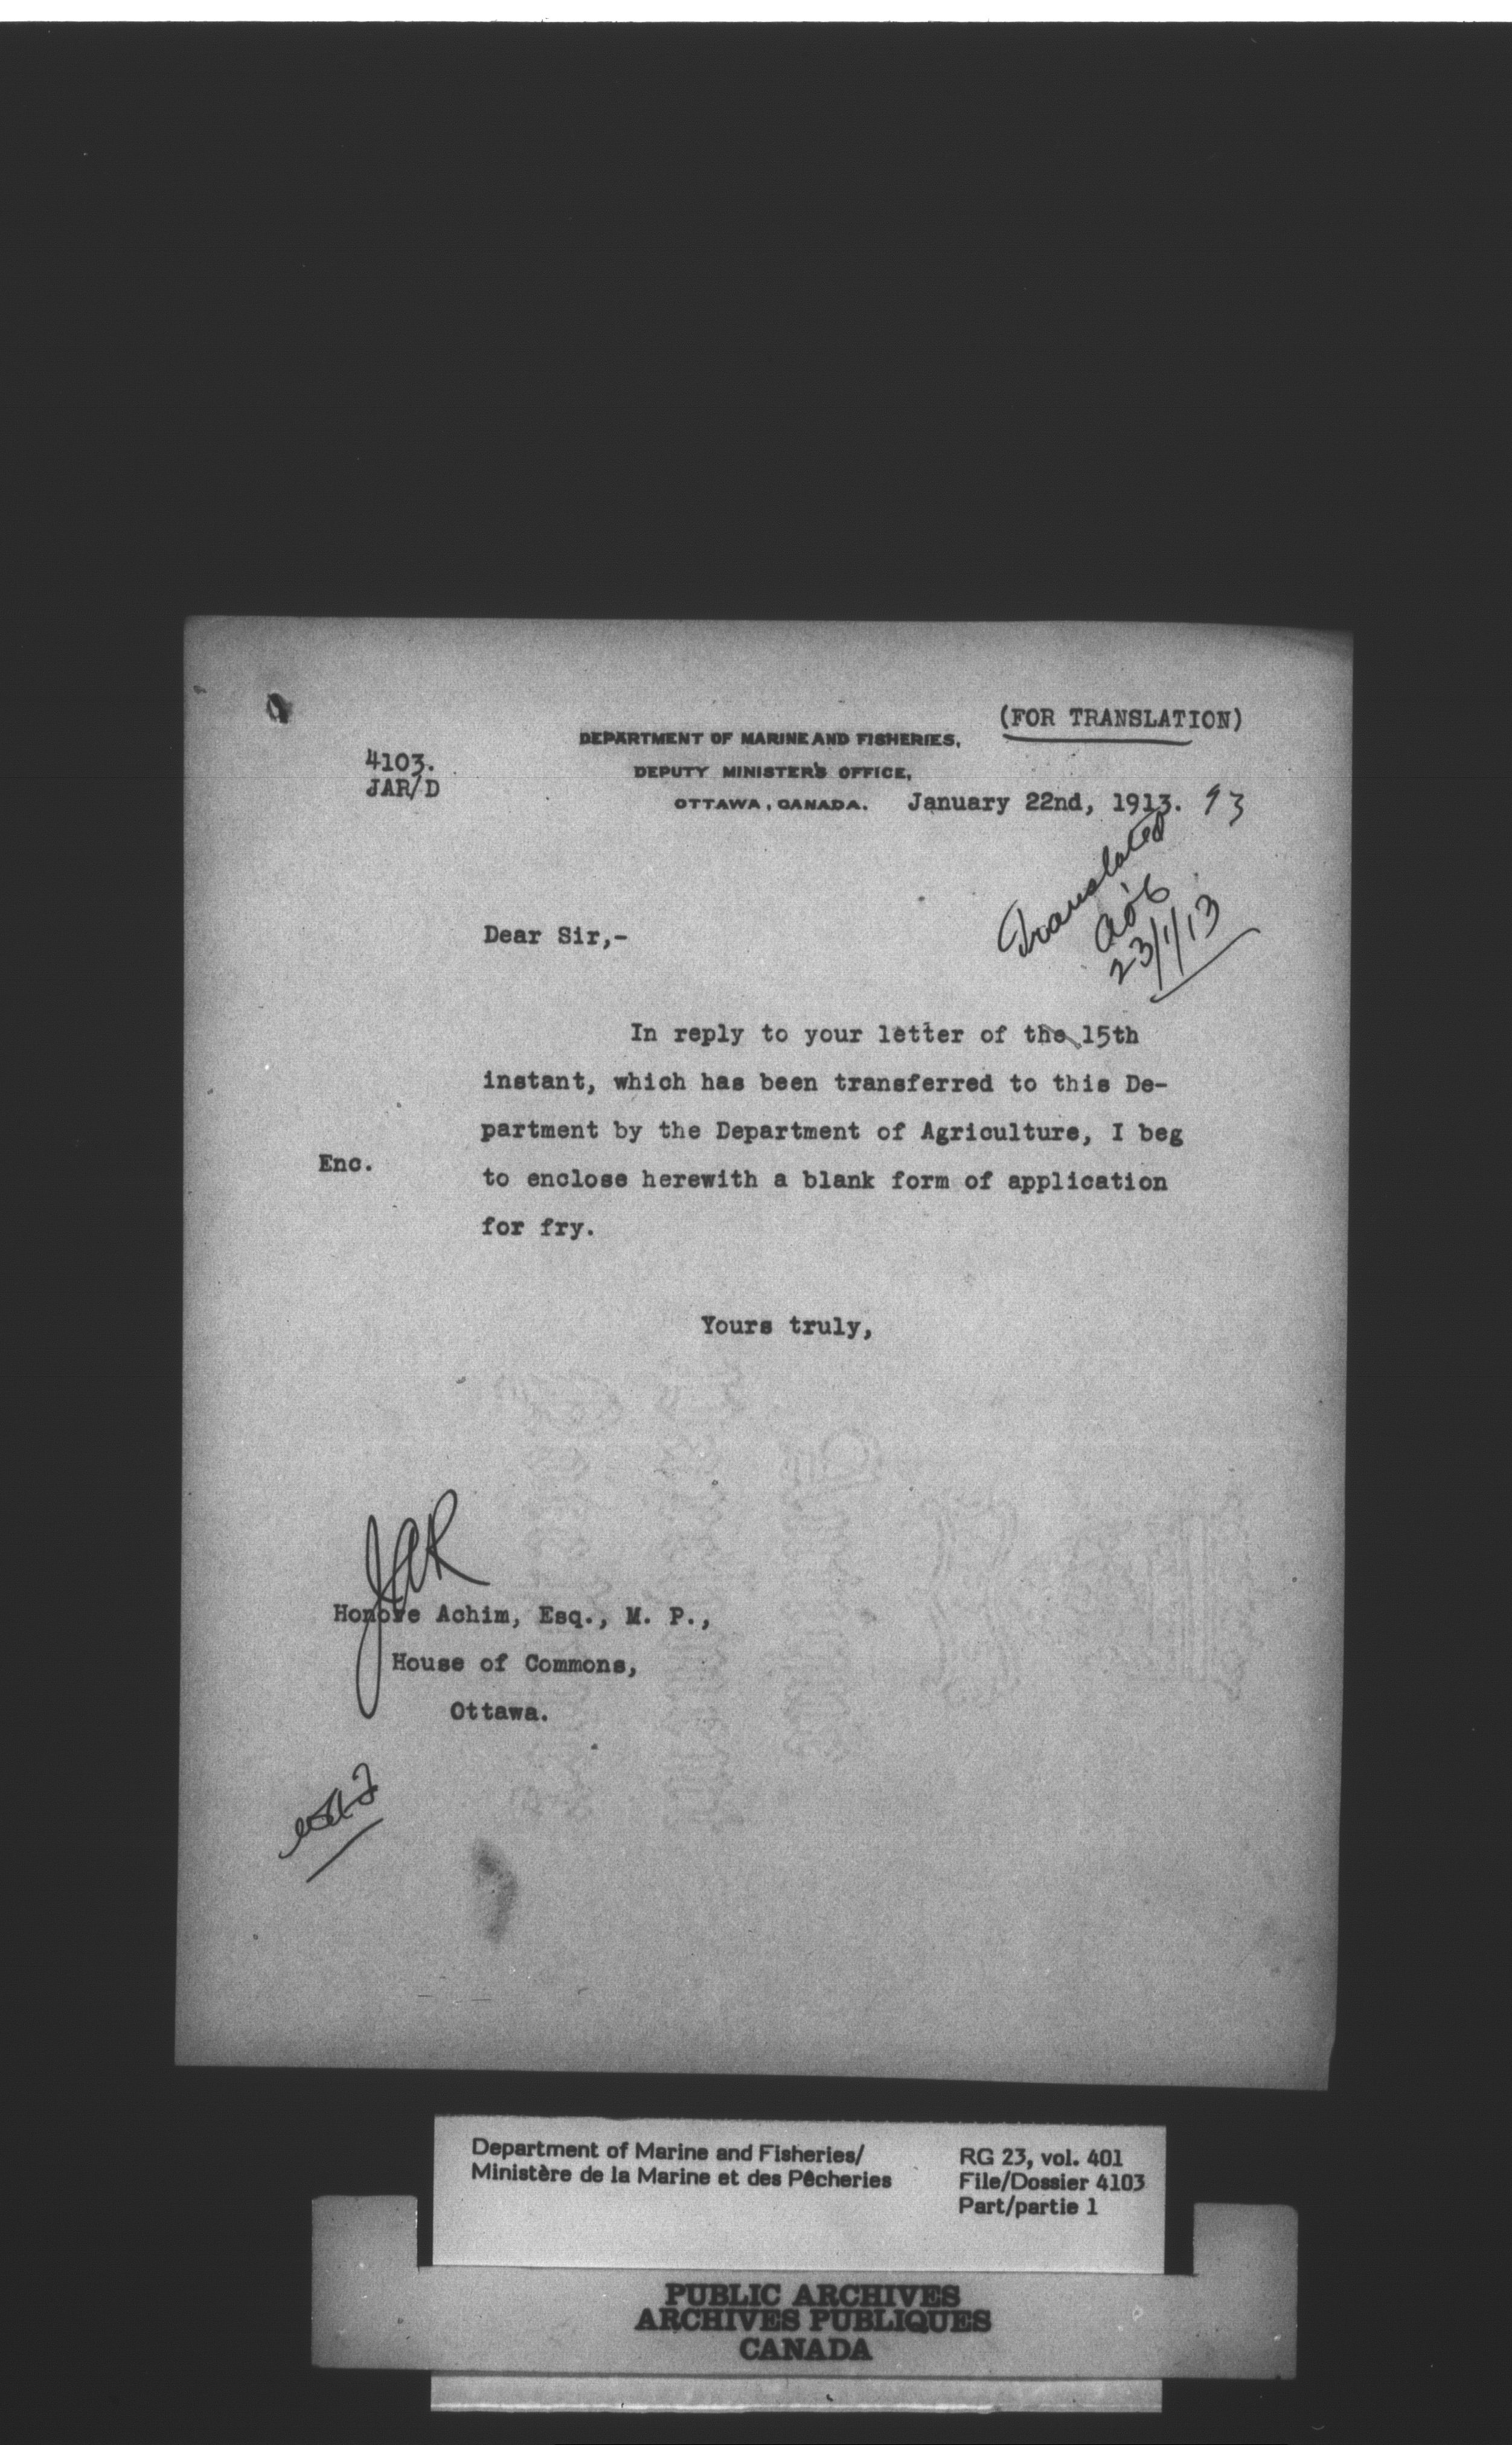 (FOR TRANSLATION)
DEPARTMENT OF MARINE AND FISHERIES,
4103.
DEPUTY MINISTER'S OFFICE,
JAR/D
OTTAWA, CANADA. January 22nd, 1913. 93
Translated
23/1/13
Dear Sir,-
In reply to your letter of the 15th
instant, which has been transferred to this De-
partment by the Department of Agriculture, I beg
Enc.
to enclose herewith a blank form of application
for fry.
Yours truly,
JAR
Honore Achim, Esq., M. P.,
House of Commons,
Ottawa.
Department of Marine and Fisheries/
Ministère de la Marine et des Pêcheries
RG 23, vol. 401
File/Dossier 4103
Part/partie 1
PUBLIC ARCHIVES
ARCHIVES PUBLIQUES
CANADA